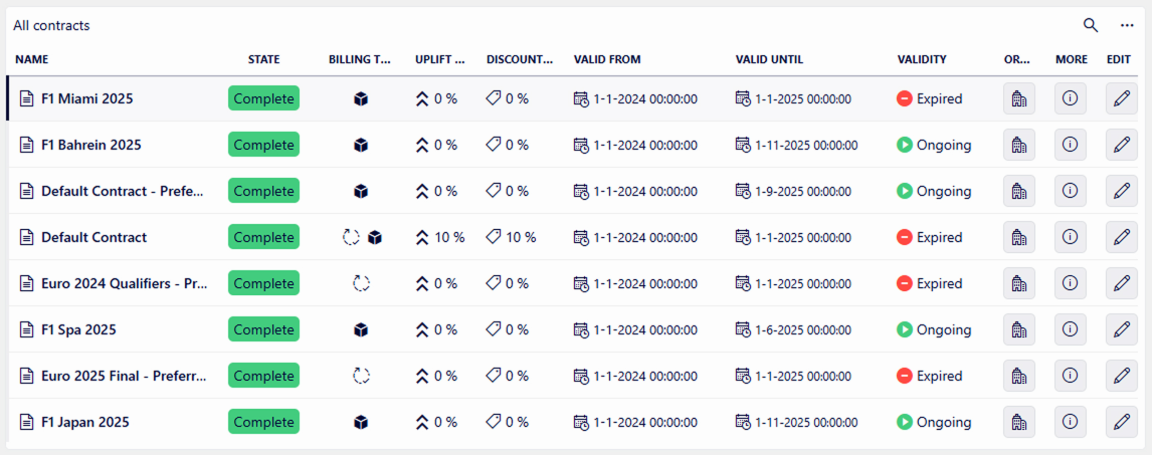 All contracts
NAME STATE BILLING T... UPLIFT ... DISCOUNT... VALID FROM VALID UNTIL VALIDITY OR... MORE EDIT
F1 Miami 2025 Complete 0 % 0 % 1-1-2024 00:00:00 1-1-2025 00:00:00 Expired
F1 Bahrein 2025 Complete 0 % 0 % 1-1-2024 00:00:00 1-11-2025 00:00:00 Ongoing
Default Contract - Prefe... Complete 0 % 0 % 1-1-2024 00:00:00 1-9-2025 00:00:00 Ongoing
Default Contract Complete 10 % 10 % 1-1-2024 00:00:00 1-1-2025 00:00:00 Expired
Euro 2024 Qualifiers - Pr... Complete 0 % 0 % 1-1-2024 00:00:00 1-1-2025 00:00:00 Expired
F1 Spa 2025 Complete 0 % 0 % 1-1-2024 00:00:00 1-6-2025 00:00:00 Ongoing
Euro 2025 Final - Preferr... Complete 0 % 0 % 1-1-2024 00:00:00 1-1-2025 00:00:00 Expired
F1 Japan 2025 Complete 0 % 0 % 1-1-2024 00:00:00 1-11-2025 00:00:00 Ongoing